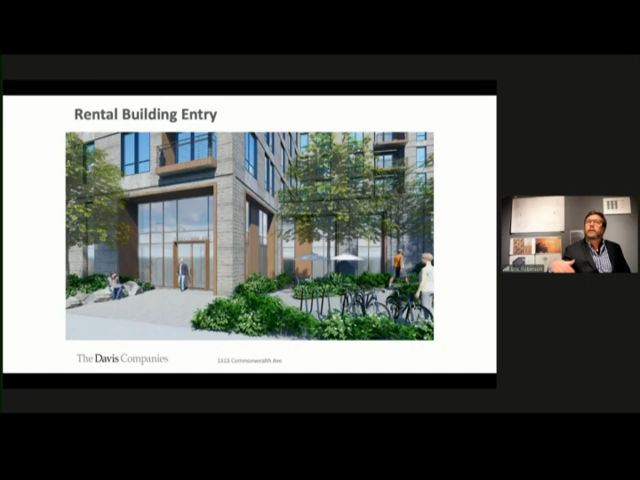 Rental Building Entry
The Davis Companies
1515 Commonwealth Ave